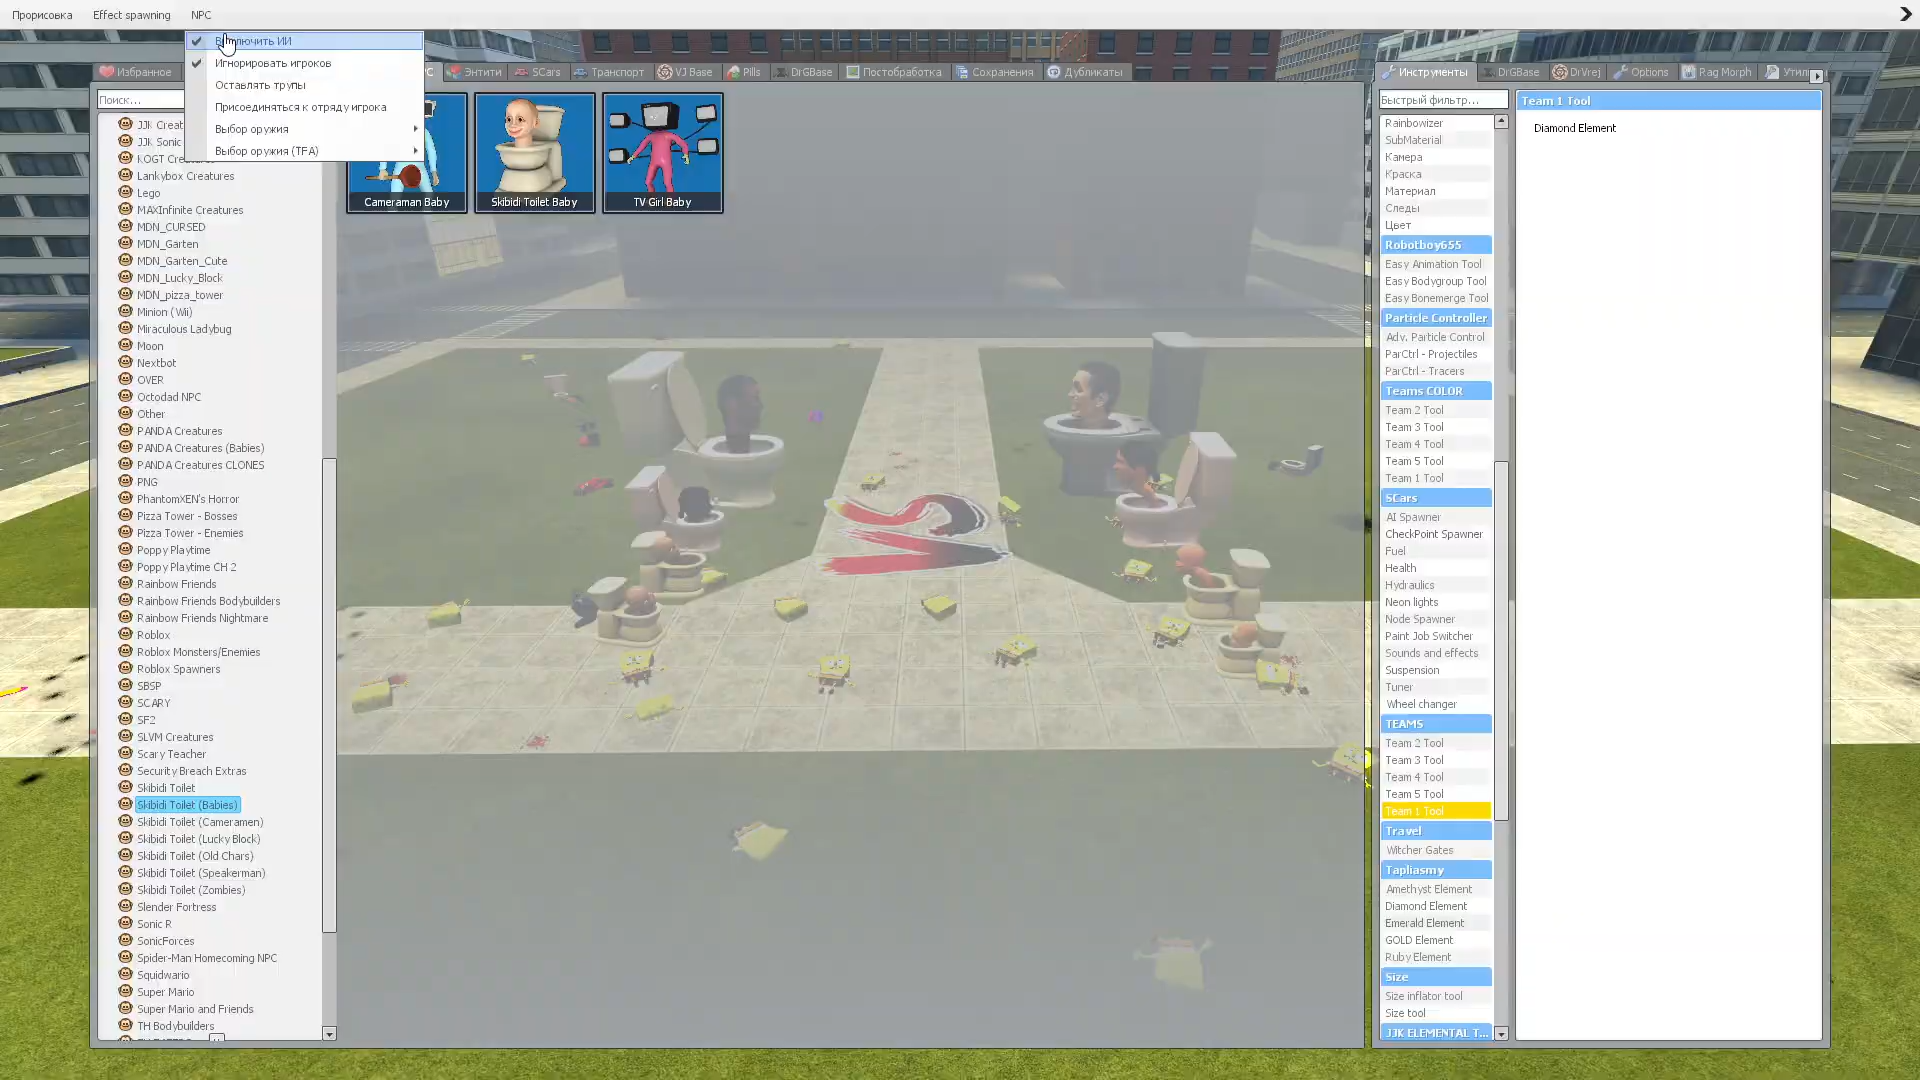 Прорисовка
Effect spawning
NPC
ключить ИИ
Игнорировать игроков
Оставлять трупы
Присоединяться к отряду игрока
Выбор оружия
Выбор оружия (TFA)
Избранное
Энтити
SCars
Транспорт
VJ Base
Pills
DrGBase
Постобработка
Сохранения
Дубликаты
Поиск...
JJK Creat
JJK Sonic
KOGT Cre
Lankybox Creatures
Lego
MAXInfinite Creatures
MDN_CURSED
MDN_Garten
MDN_Garten_Cute
MDN_Lucky_Block
MDN_pizza_tower
Minion (Wii)
Miraculous Ladybug
Moon
Nextbot
OVER
Octodad NPC
Other
PANDA Creatures
PANDA Creatures (Babies)
PANDA Creatures CLONES
PNG
PhantomXEN's Horror
Pizza Tower - Bosses
Pizza Tower - Enemies
Poppy Playtime
Poppy Playtime CH 2
Rainbow Friends
Rainbow Friends Bodybuilders
Rainbow Friends Nightmare
Roblox
Roblox Monsters/Enemies
Roblox Spawners
SBSP
SCARY
SF2
SLVM Creatures
Scary Teacher
Security Breach Extras
Skibidi Toilet
Skibidi Toilet (Babies)
Skibidi Toilet (Cameramen)
Skibidi Toilet (Lucky Block)
Skibidi Toilet (Old Chars)
Skibidi Toilet (Speakerman)
Skibidi Toilet (Zombies)
Slender Fortress
Sonic R
SonicForces
Spider-Man Homecoming NPC
Squidwario
Super Mario
Super Mario and Friends
TH Bodybuilders
Cameraman Baby
Skibidi Toilet Baby
TV Girl Baby
VS
Инструменты
DrGBase
DrVrej
Options
Rag Morph
Утил
Быстрый фильтр...
Rainbowizer
SubMaterial
Камера
Краска
Материал
Следы
Цвет
Robotboy655
Easy Animation Tool
Easy Bodygroup Tool
Easy Bonemerge Tool
Particle Controller
Adv. Particle Control
ParCtrl - Projectiles
ParCtrl - Tracers
Teams COLOR
Team 2 Tool
Team 3 Tool
Team 4 Tool
Team 5 Tool
Team 1 Tool
SCars
AI Spawner
CheckPoint Spawner
Fuel
Health
Hydraulics
Neon lights
Node Spawner
Paint Job Switcher
Sounds and effects
Suspension
Tuner
Wheel changer
TEAMS
Team 2 Tool
Team 3 Tool
Team 4 Tool
Team 5 Tool
Team 1 Tool
Travel
Witcher Gates
Tapliasmy
Amethyst Element
Diamond Element
Emerald Element
GOLD Element
Ruby Element
Size
Size inflator tool
Size tool
JJK ELEMENTAL T...
Team 1 Tool
Diamond Element